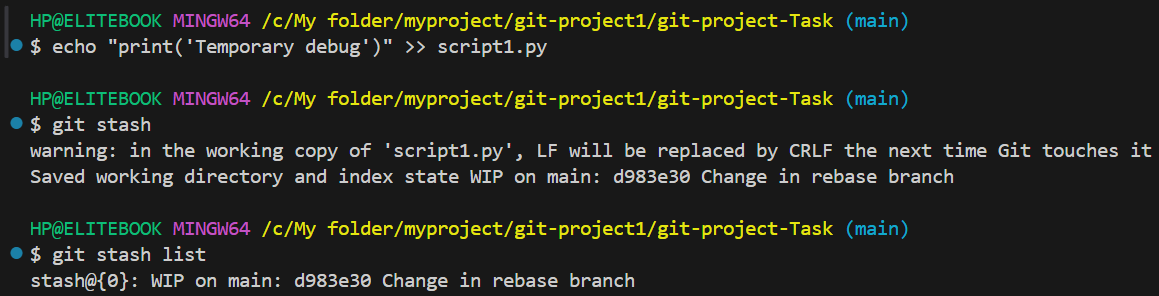 HP@ELITEBOOK MINGW64 /c/My folder/myproject/git-project1/git-project-Task (main)
$ echo "print('Temporary debug')" >> script1.py
HP@ELITEBOOK MINGW64 /c/My folder/myproject/git-project1/git-project-Task (main)
$ git stash
warning: in the working copy of 'script1.py', LF will be replaced by CRLF the next time Git touches it
Saved working directory and index state WIP on main: d983e30 Change in rebase branch
HP@ELITEBOOK MINGW64 /c/My folder/myproject/git-project1/git-project-Task (main)
$ git stash list
stash@{0}: WIP on main: d983e30 Change in rebase branch